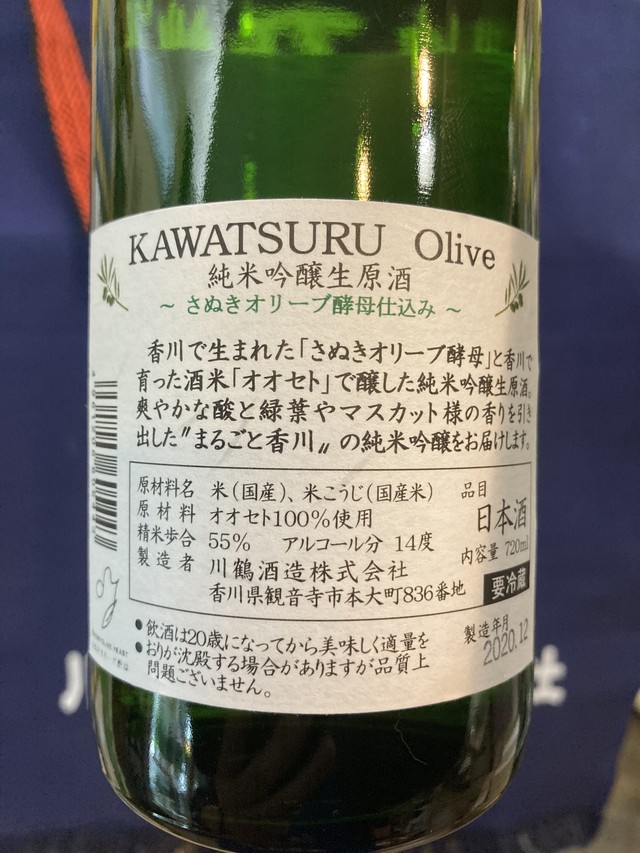 KAWATSURU Olive
純米吟醸生原酒
～ さぬきオリーブ酵母仕込み ～
香川で生まれた「さぬきオリーブ酵母」と香川で
育った酒米「オオセト」で醸した純米吟醸生原酒。
爽やかな酸と緑葉やマスカット様の香りを引き
出した〝まるごと香川〟の純米吟醸をお届けします。
原材料名 米(国産)、米こうじ(国産米)
原料米 オオセト100%使用
精米歩合 55% アルコール分 14度
製造者 川鶴酒造株式会社
香川県観音寺市本大町836番地
品目
日本酒
内容量 720ml
要冷蔵
●飲酒は20歳になってから美味しく適量を
●おりが沈殿する場合がありますが品質上
問題ございません。
製造年月
2020.12